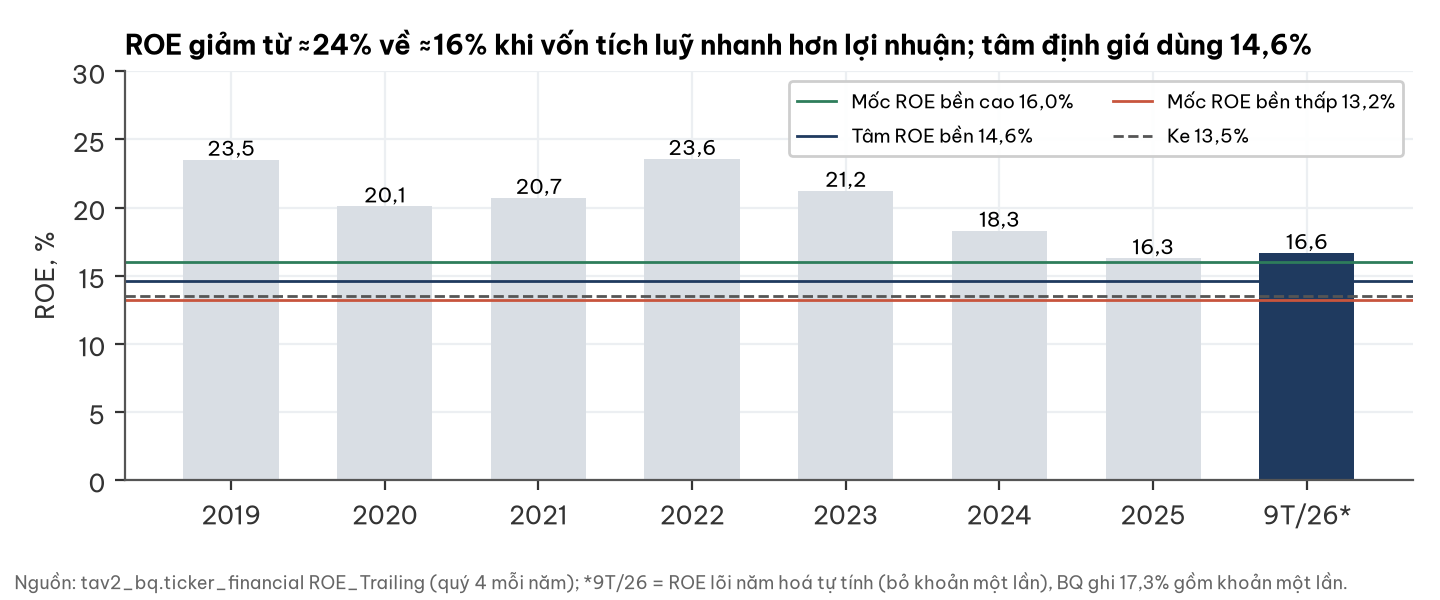 ROE giảm từ ≈24% về ≈16% khi vốn tích luỹ nhanh hơn lợi nhuận; tâm định giá dùng 14,6%
Mốc ROE bền cao 16,0%
Mốc ROE bền thấp 13,2%
Tâm ROE bền 14,6%
Ke 13,5%
ROE, %
30
25
20
15
10
5
0
23,5
20,1
20,7
23,6
21,2
18,3
16,3
16,6
2019
2020
2021
2022
2023
2024
2025
9T/26*
Nguồn: tav2_bq.ticker_financial ROE_Trailing (quý 4 mỗi năm); *9T/26 = ROE lõi năm hoá tự tính (bỏ khoản một lần), BQ ghi 17,3% gồm khoản một lần.